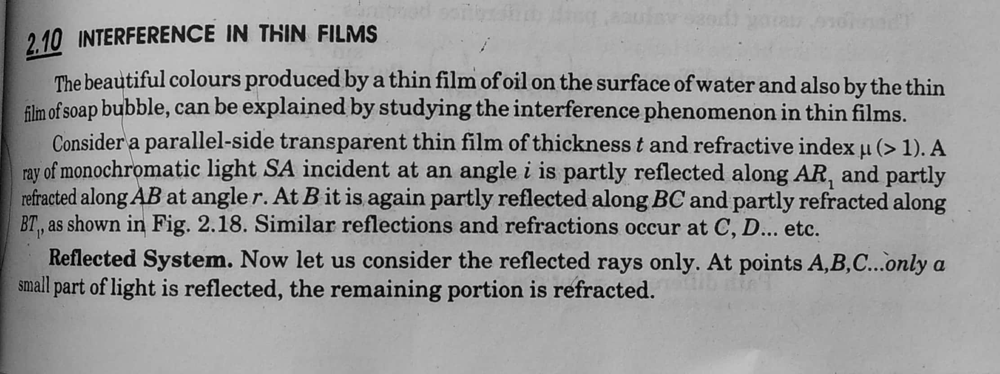 2.10 INTERFERENCE IN THIN FILMS
The beautiful colours produced by a thin film of oil on the surface of water and also by the thin
film of soap bubble, can be explained by studying the interference phenomenon in thin films.
Consider a parallel-side transparent thin film of thickness t and refractive index μ (> 1). A
ray of monochromatic light SA incident at an angle i is partly reflected along AR₁ and partly
refracted along AB at angle r. At B it is again partly reflected along BC and partly refracted along
BT₁, as shown in Fig. 2.18. Similar reflections and refractions occur at C, D... etc.
Reflected System. Now let us consider the reflected rays only. At points A,B,C...only a
small part of light is reflected, the remaining portion is refracted.